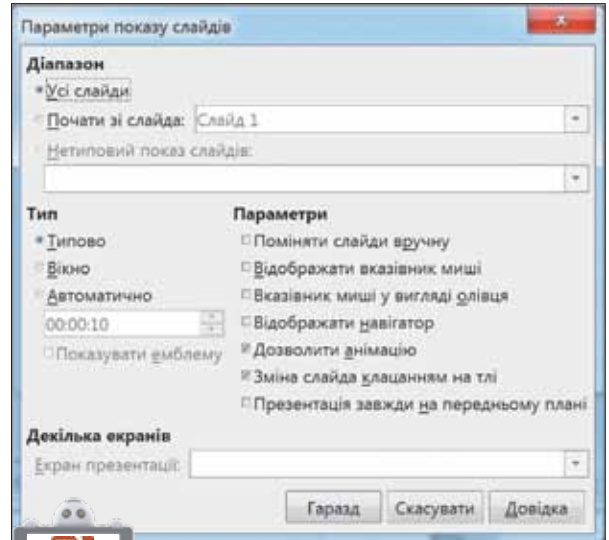 Параметри показу слайдів
Діапазон
Усі слайди
Почати зі слайда: Слайд 1
Нетиповий показ слайдів:
Тип
Параметри
Типово
Поміняти слайди вручну
Вікно
Відображати вказівник миші
Автоматично
Вказівник миші у вигляді олівця
00:00:10
Відображати навігатор
Показувати емблему
Дозволити анімацію
Зміна слайда клацанням на тлі
Презентація завжди на передньому плані
Декілька екранів
Екран презентації:
Гаразд Скасувати Довідка